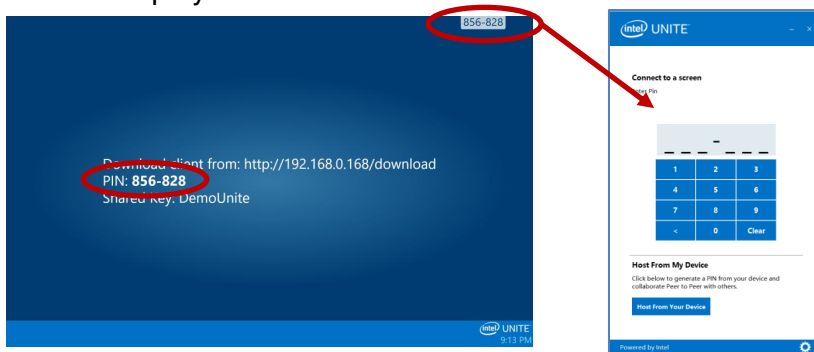 856-828
Download client from: http://192.168.0.168/download
PIN: 856-828
Shared Key: DemoUnite
intel UNITE
9:13 PM
intel UNITE™
Connect to a screen
Enter Pin
_ _ _ - _ _ _
1 2 3
4 5 6
7 8 9
< 0 Clear
Host From My Device
Click below to generate a PIN from your device and
collaborate Peer to Peer with others.
Host From Your Device
Powered by Intel